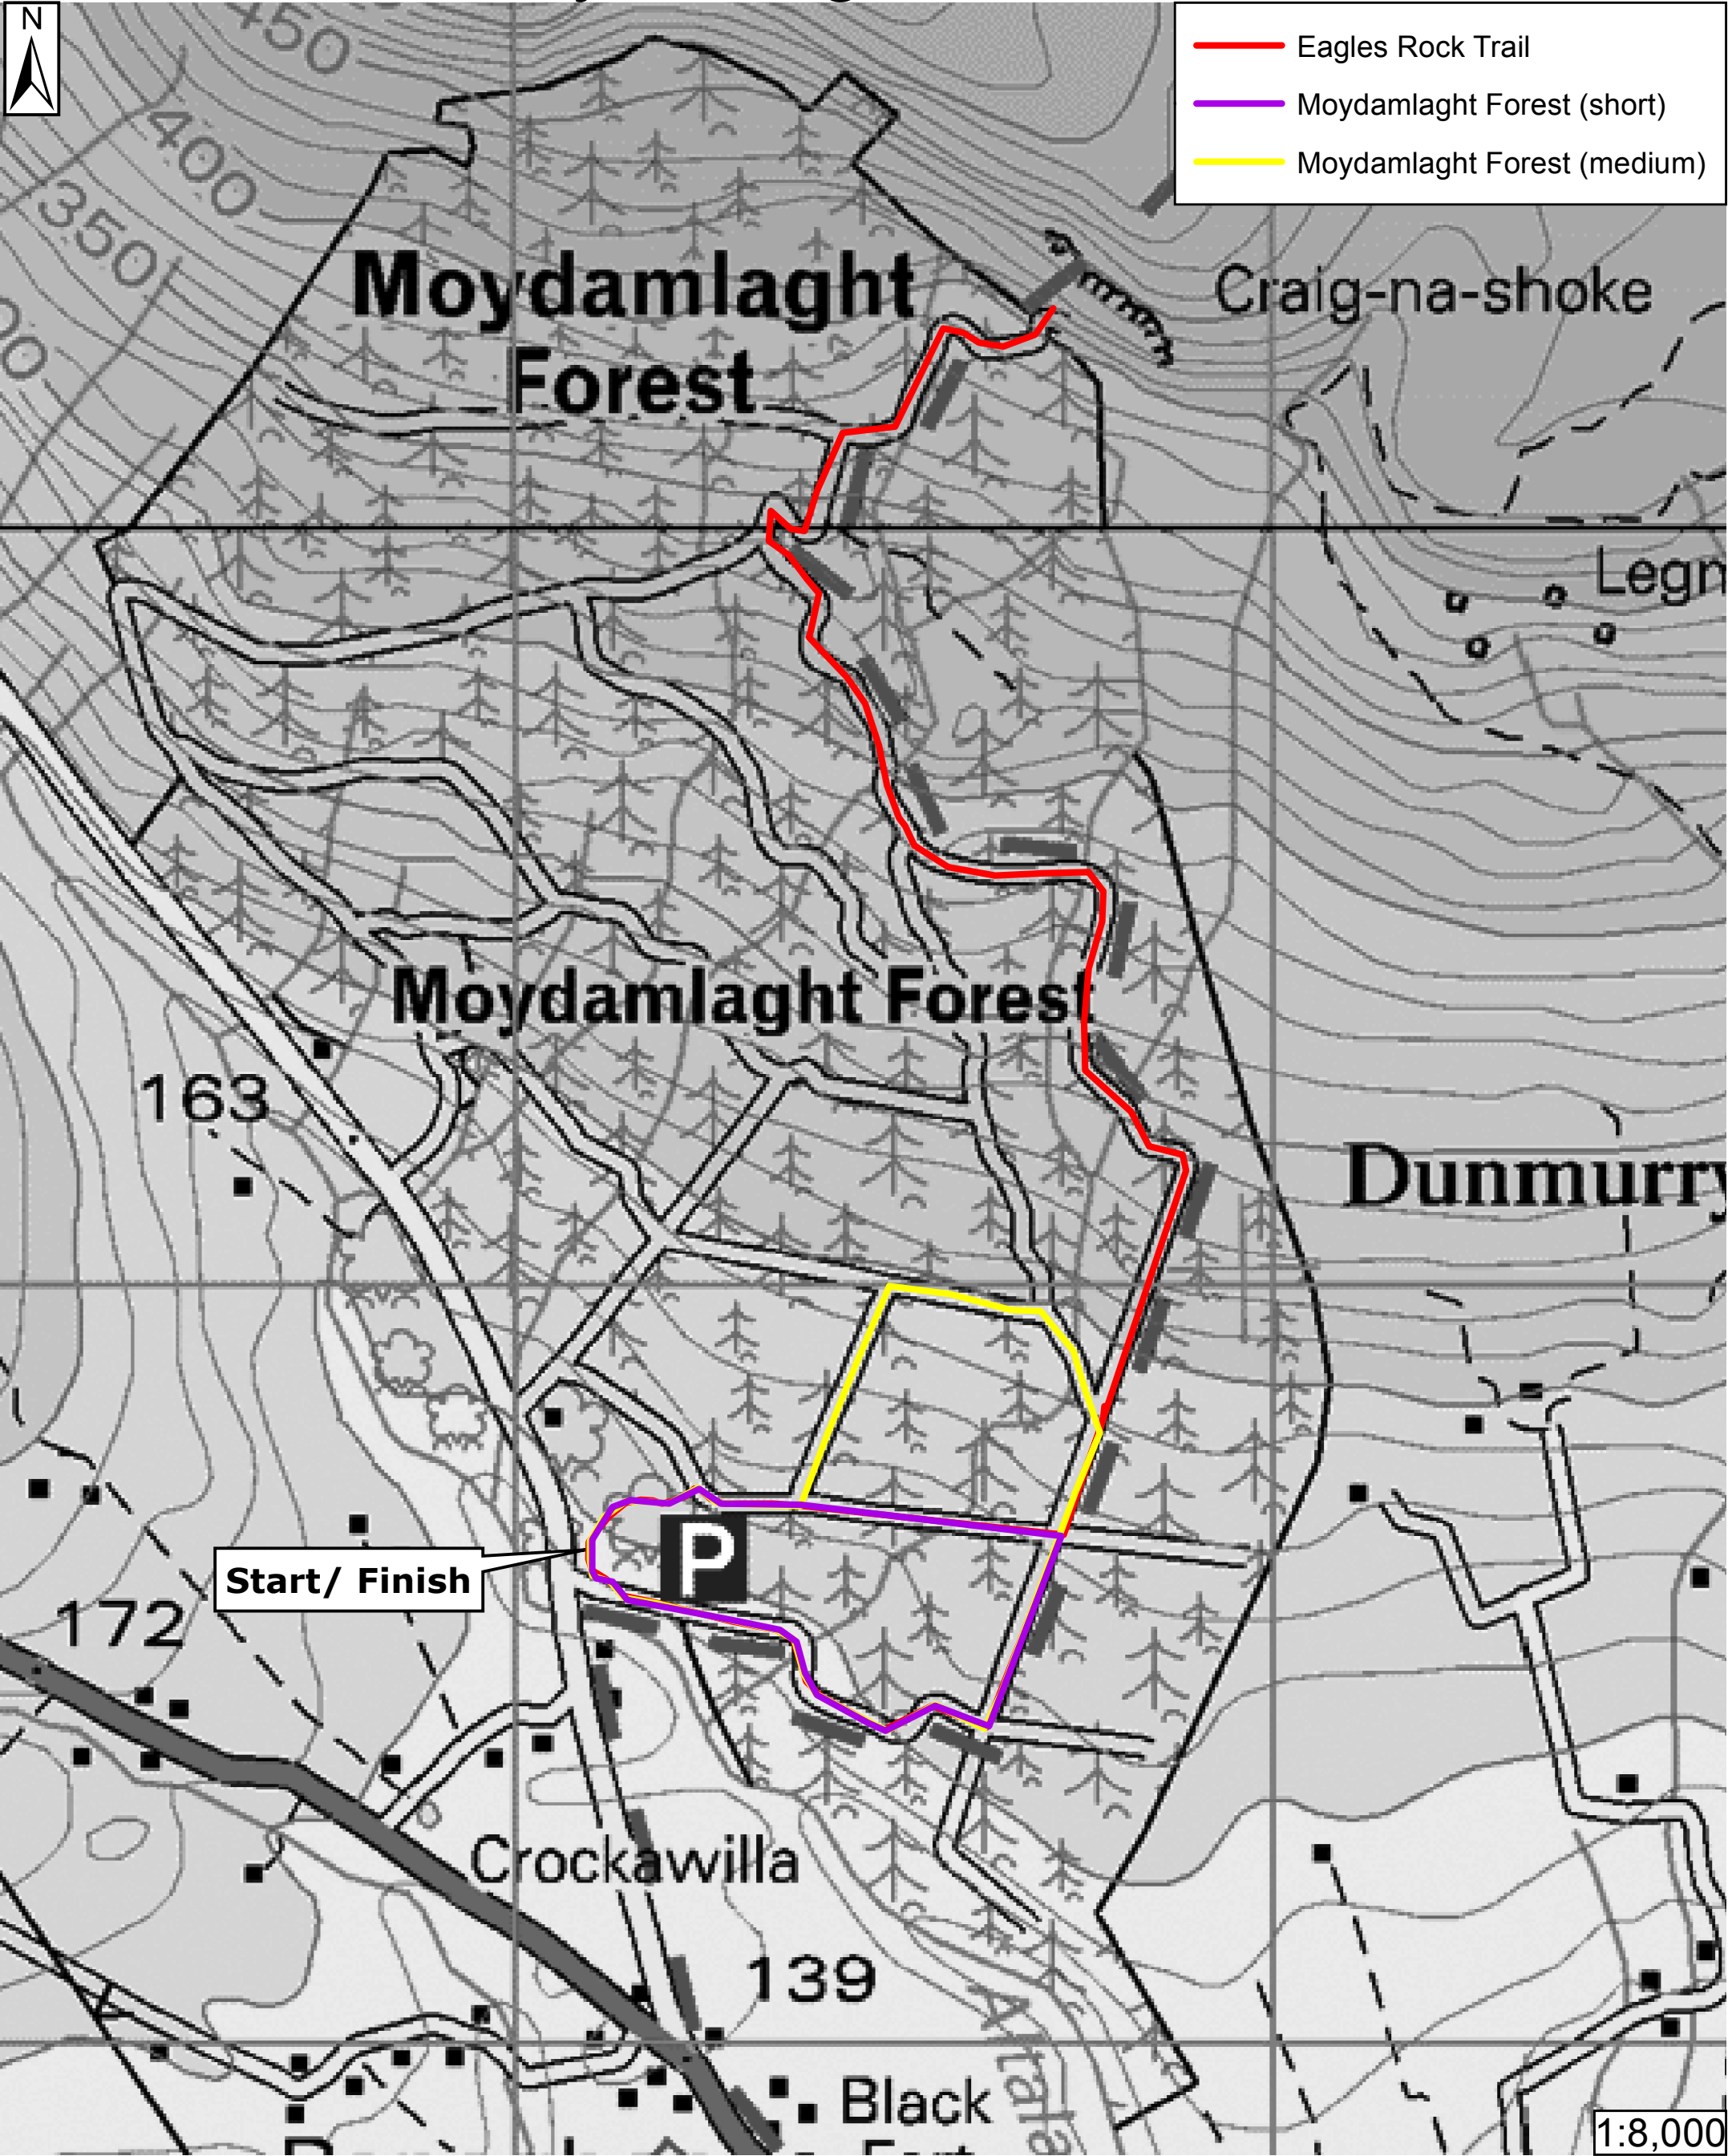 N
450
Eagles Rock Trail
Moydamlaght Forest (short)
Moydamlaght Forest (medium)
400
350
Moydamlaght
Forest
Craig-na-shoke
Legn
Moydamlaght Forest
163
Dunmurry
P
Start/ Finish
172
Crockawilla
139
Black
1:8,000